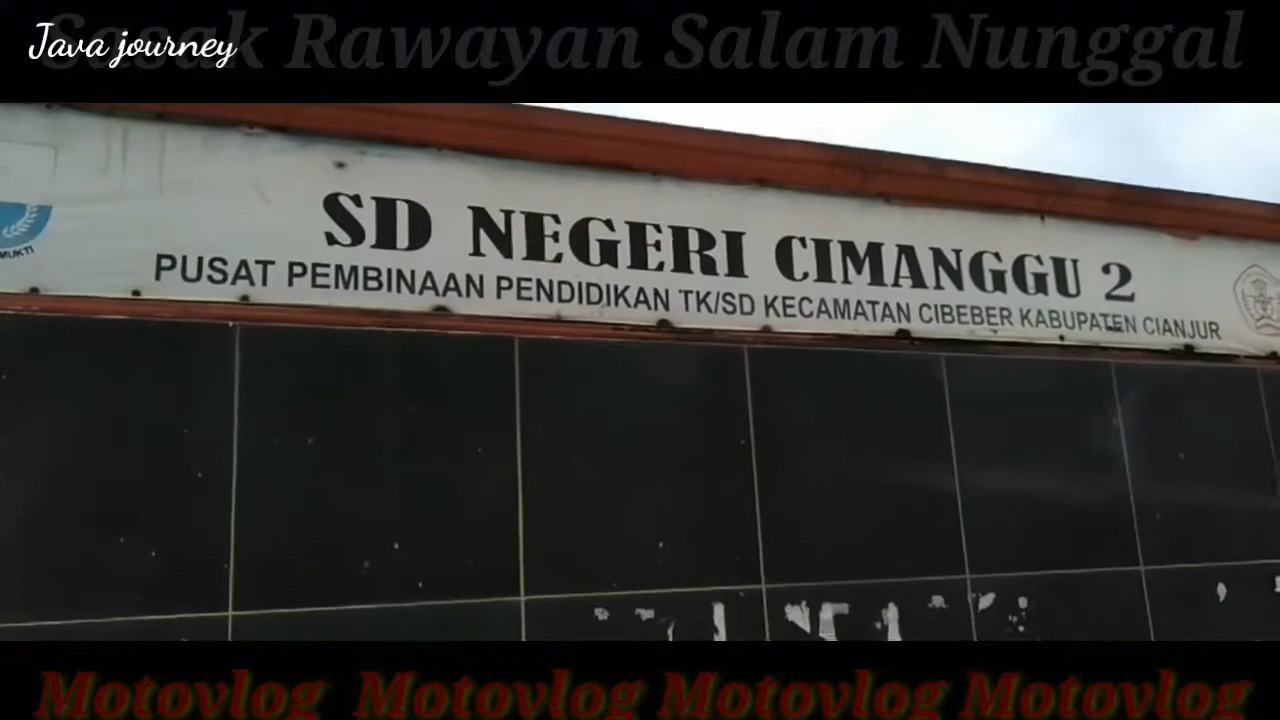 Sasak Rawayan Salam Nunggal
Java journey
SD NEGERI CIMANGGU 2
PUSAT PEMBINAAN PENDIDIKAN TK/SD KECAMATAN CIBEBER KABUPATEN CIANJUR
MUKTI
Motovlog Motovlog Motovlog Motovlog